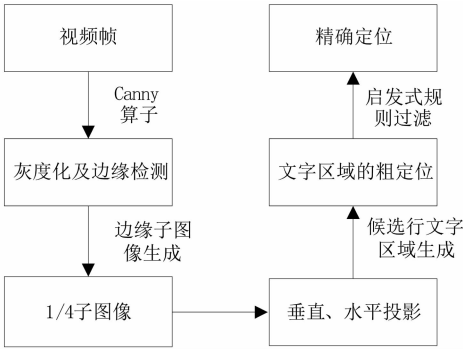 视频帧
Canny
算子
灰度化及边缘检测
边缘子图
像生成
1/4子图像
垂直、水平投影
候选行文字
区域生成
文字区域的粗定位
启发式规
则过滤
精确定位